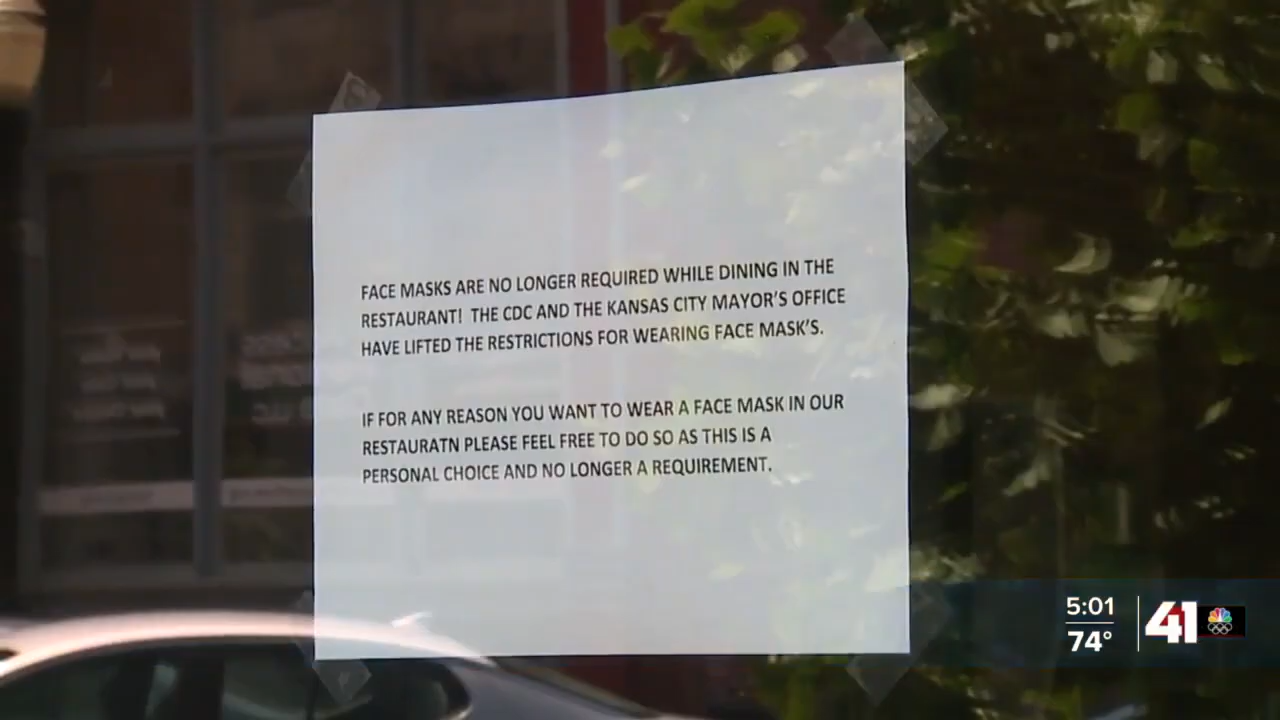 FACE MASKS ARE NO LONGER REQUIRED WHILE DINING IN THE
RESTAURANT! THE CDC AND THE KANSAS CITY MAYOR'S OFFICE
HAVE LIFTED THE RESTRICTIONS FOR WEARING FACE MASK'S.
IF FOR ANY REASON YOU WANT TO WEAR A FACE MASK IN OUR
RESTAURATN PLEASE FEEL FREE TO DO SO AS THIS IS A
PERSONAL CHOICE AND NO LONGER A REQUIREMENT.
5:01
74°
41